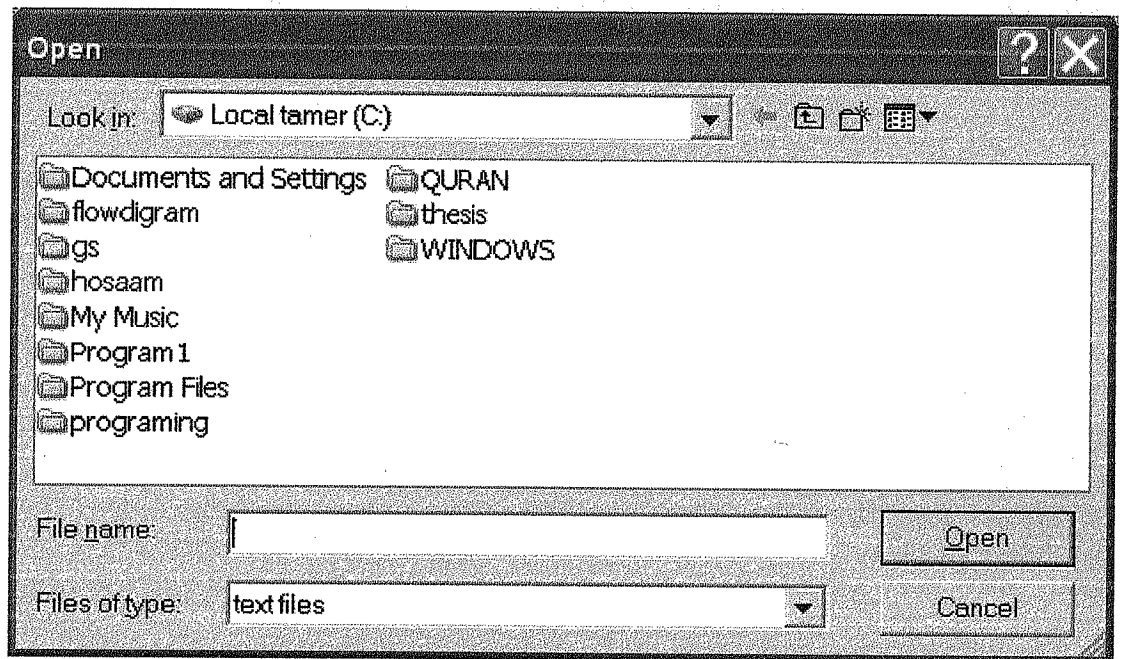 Open
Look in: Local tamer (C:)
Documents and Settings
flowdigram
gs
hosaam
My Music
Program1
Program Files
programing
QURAN
thesis
WINDOWS
File name:
Open
Files of type: text files
Cancel